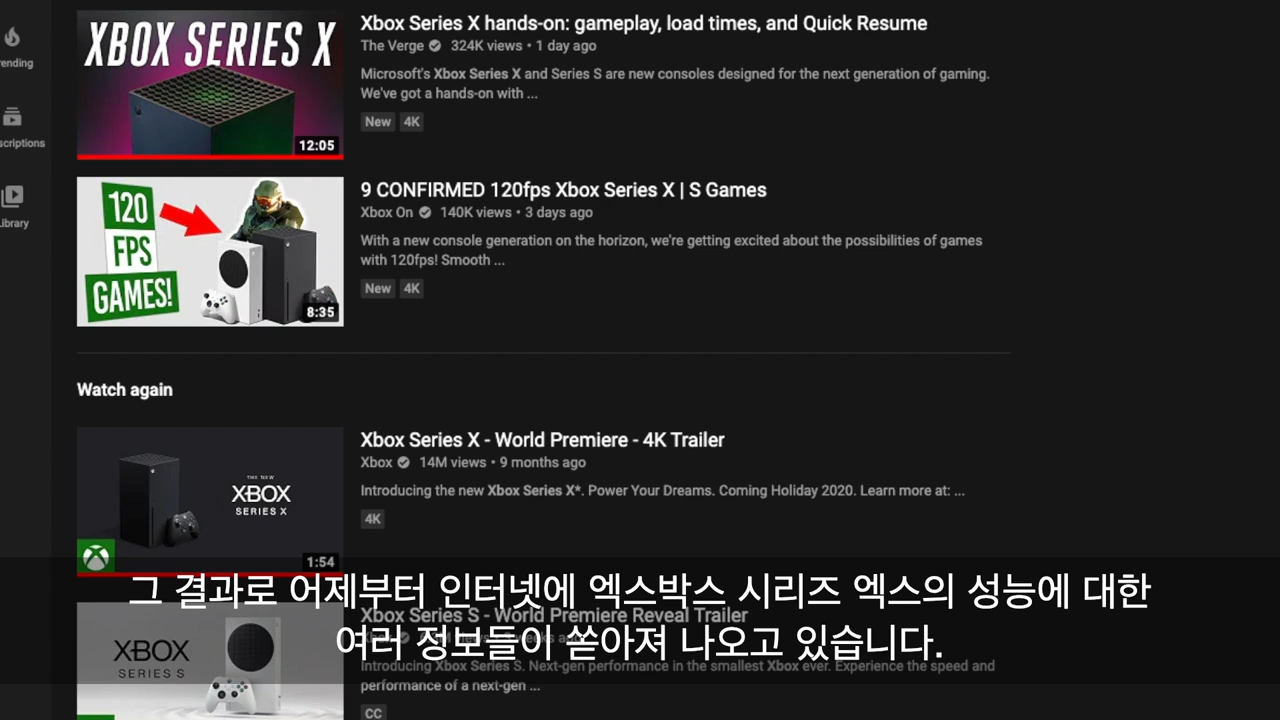 XBOX SERIES X
12:05
Xbox Series X hands-on: gameplay, load times, and Quick Resume
The Verge 324K views • 1 day ago
Microsoft's Xbox Series X and Series S are new consoles designed for the next generation of gaming.
We've got a hands-on with ...
New 4K
rending
scriptions
ibrary
120
FPS
GAMES!
8:35
9 CONFIRMED 120fps Xbox Series X | S Games
Xbox On 140K views • 3 days ago
With a new console generation on the horizon, we're getting excited about the possibilities of games
with 120fps! Smooth ...
New 4K
Watch again
THE NEW
XBOX
SERIES X
1:54
Xbox Series X - World Premiere - 4K Trailer
Xbox 14M views • 9 months ago
Introducing the new Xbox Series X*. Power Your Dreams. Coming Holiday 2020. Learn more at: ...
4K
그 결과로 어제부터 인터넷에 엑스박스 시리즈 엑스의 성능에 대한
여러 정보들이 쏟아져 나오고 있습니다.
XBOX
SERIES S
Xbox Series S - World Premiere Reveal Trailer
Introducing Xbox Series S. Next-gen performance in the smallest Xbox ever. Experience the speed and
performance of a next-gen ...
CC